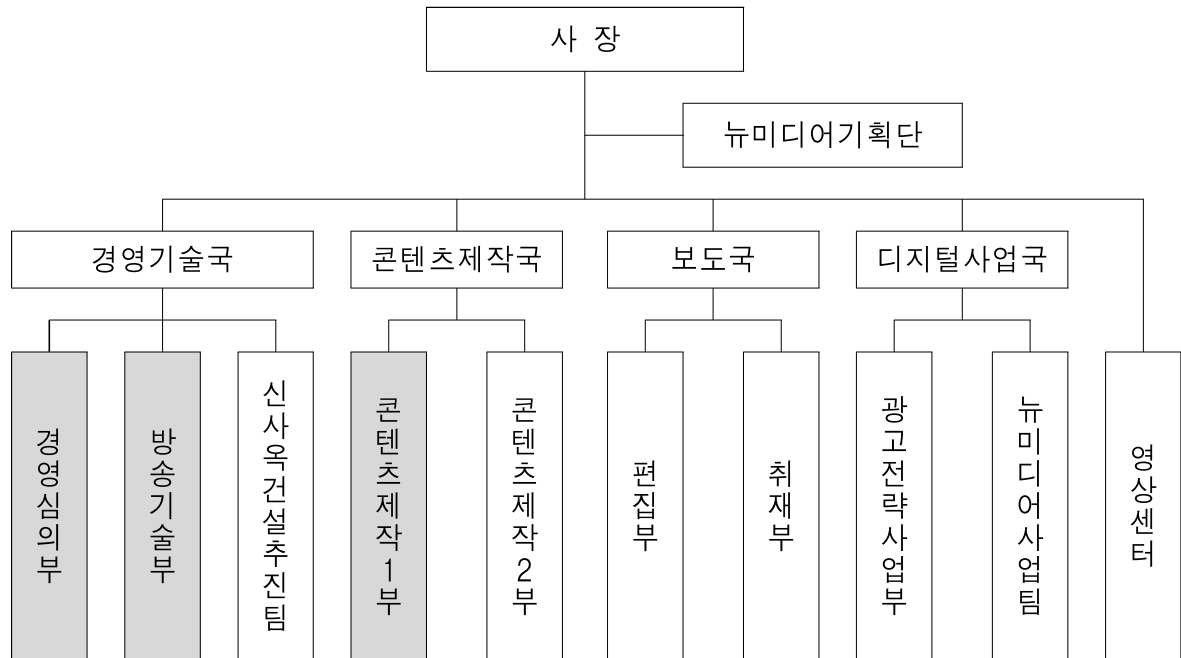 사 장
뉴미디어기획단
경영기술국
콘텐츠제작국
보도국
디지털사업국
경영심의부
방송기술부
신사옥건설추진팀
콘텐츠제작1부
콘텐츠제작2부
편집부
취재부
광고전략사업부
뉴미디어사업팀
영상센터